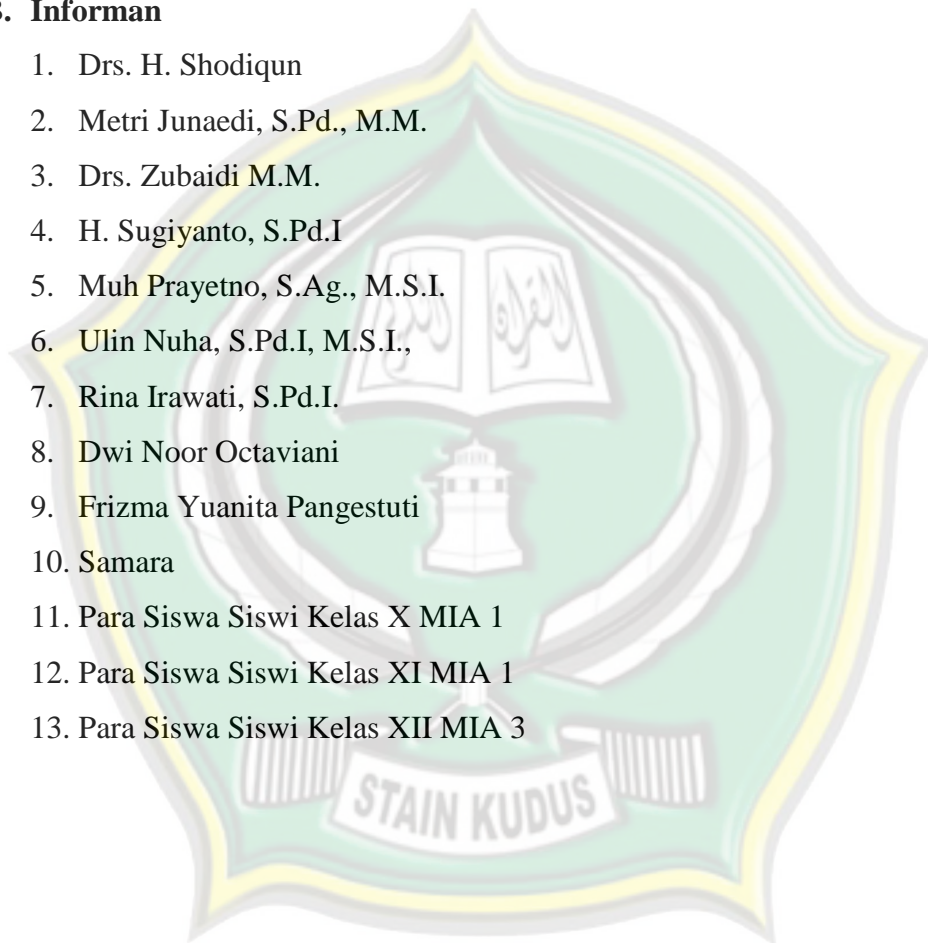 . Informan
1. Drs. H. Shodiqun
2. Metri Junaedi, S.Pd., M.M.
3. Drs. Zubaidi M.M.
4. H. Sugiyanto, S.Pd.I
5. Muh Prayetno, S.Ag., M.S.I.
6. Ulin Nuha, S.Pd.I, M.S.I.,
7. Rina Irawati, S.Pd.I.
8. Dwi Noor Octaviani
9. Frizma Yuanita Pangestuti
10. Samara
11. Para Siswa Siswi Kelas X MIA 1
12. Para Siswa Siswi Kelas XI MIA 1
13. Para Siswa Siswi Kelas XII MIA 3
STAIN KUDUS